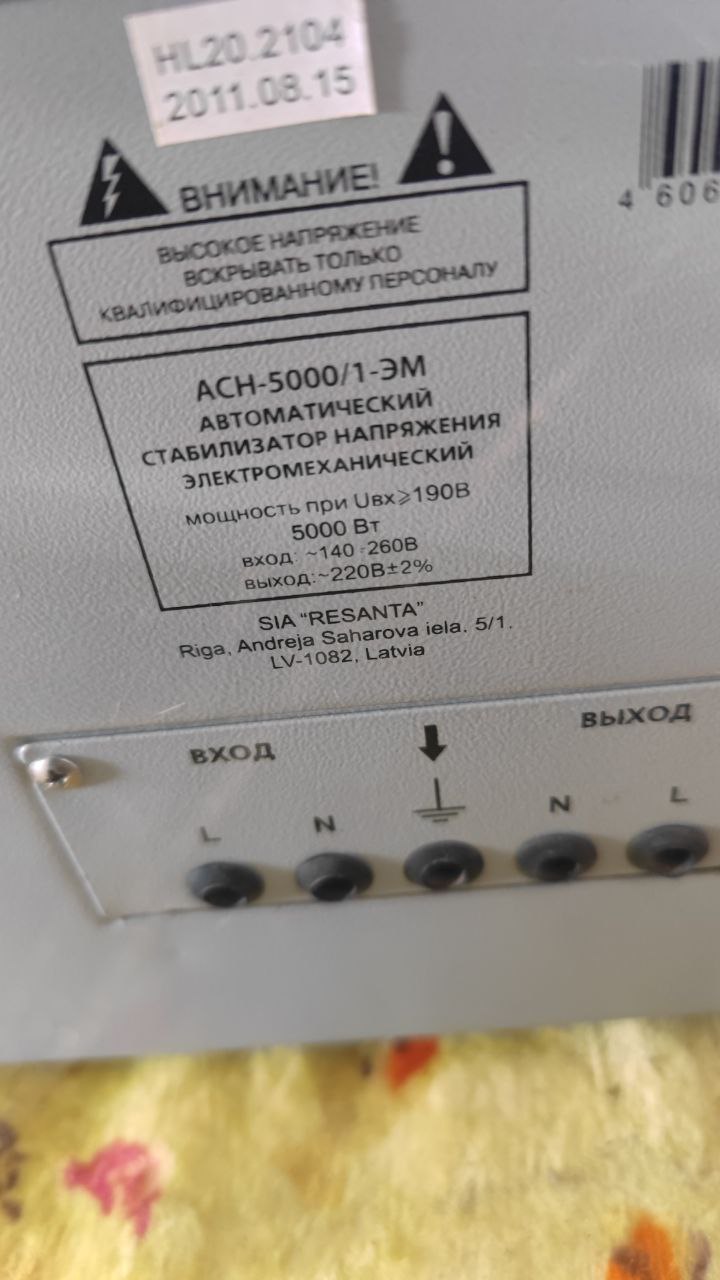 HL20.2104
2011.08.15
ВНИМАНИЕ!
ВЫСОКОЕ НАПРЯЖЕНИЕ
ВСКРЫВАТЬ ТОЛЬКО
КВАЛИФИЦИРОВАННОМУ ПЕРСОНАЛУ
4 606
АСН-5000/1-ЭМ
АВТОМАТИЧЕСКИЙ
СТАБИЛИЗАТОР НАПРЯЖЕНИЯ
ЭЛЕКТРОМЕХАНИЧЕСКИЙ
мощность при Uвх⩾190В
5000 Вт
вход: ~140-260В
выход:~220В±2%
SIA “RESANTA”
Riga, Andreja Saharova iela. 5/1.
LV-1082, Latvia
ВХОД
ВЫХОД
L N N L